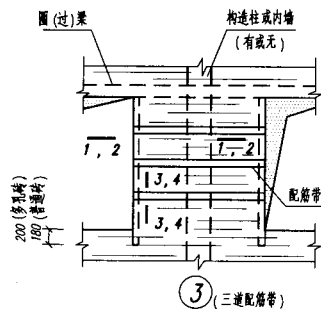 圈(过)梁
构造柱或内墙
(有或无)
1,2
1,2
3,4
配筋带
3,4
200 (多孔砖)
180 (普通砖)
3 (三道配筋带)